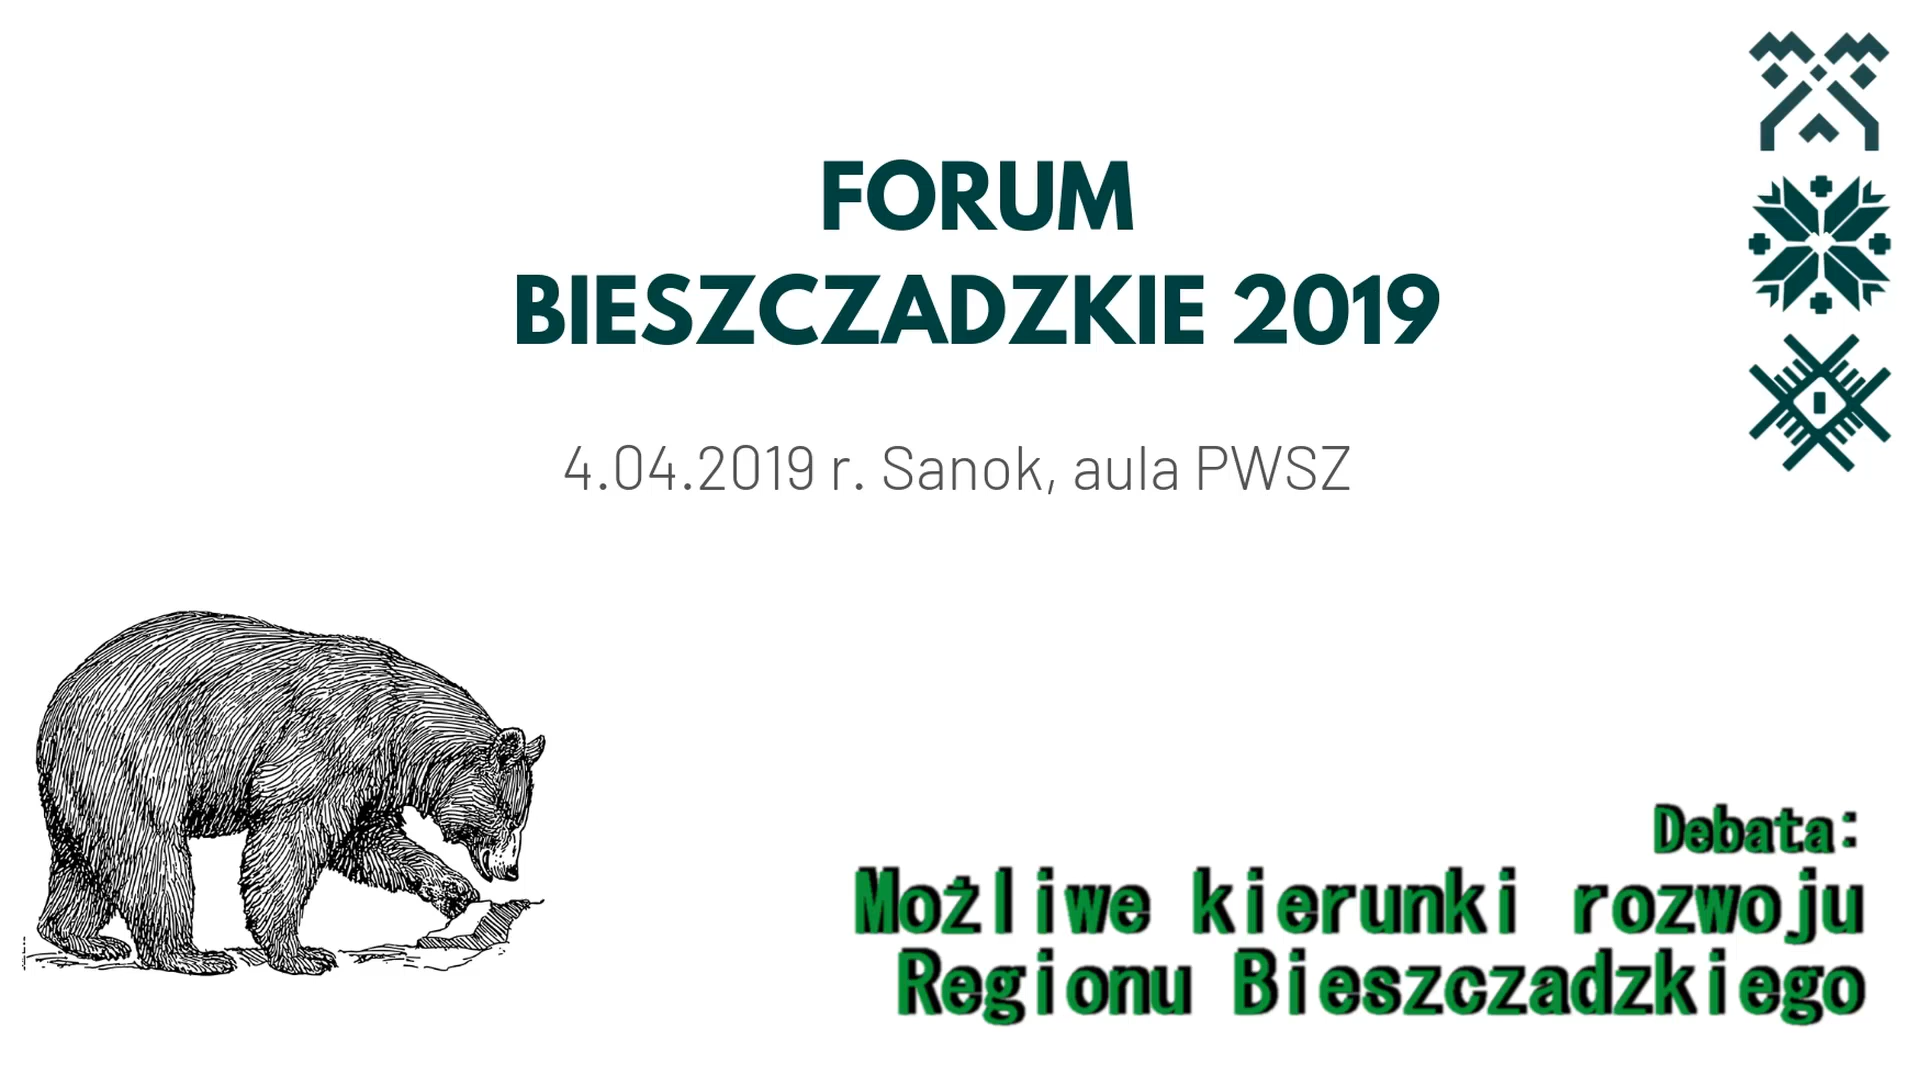 FORUM
BIESZCZADZKIE 2019
4.04.2019 r. Sanok, aula PWSZ
Debata:
Możliwe kierunki rozwoju
Regionu Bieszczadzkiego